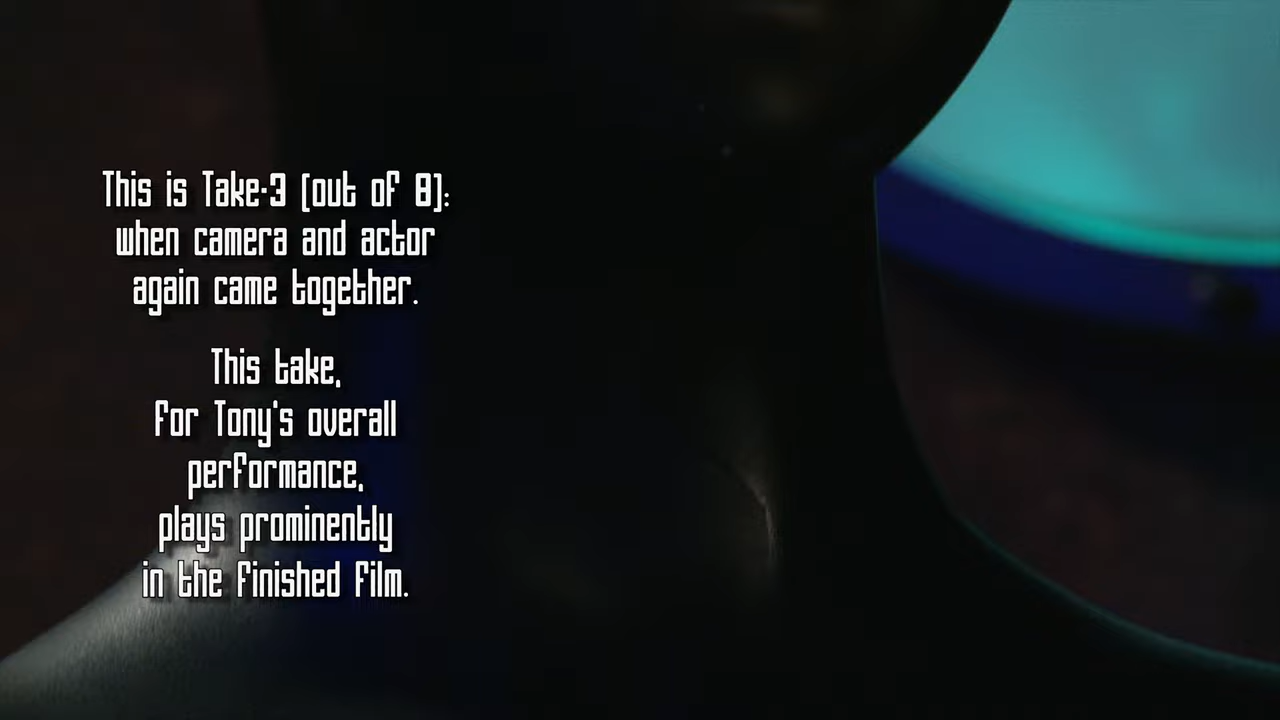 This is Take·3 (out of 8):
when camera and actor
again came together.
This take,
for Tony's overall
performance,
plays prominently
in the finished film.